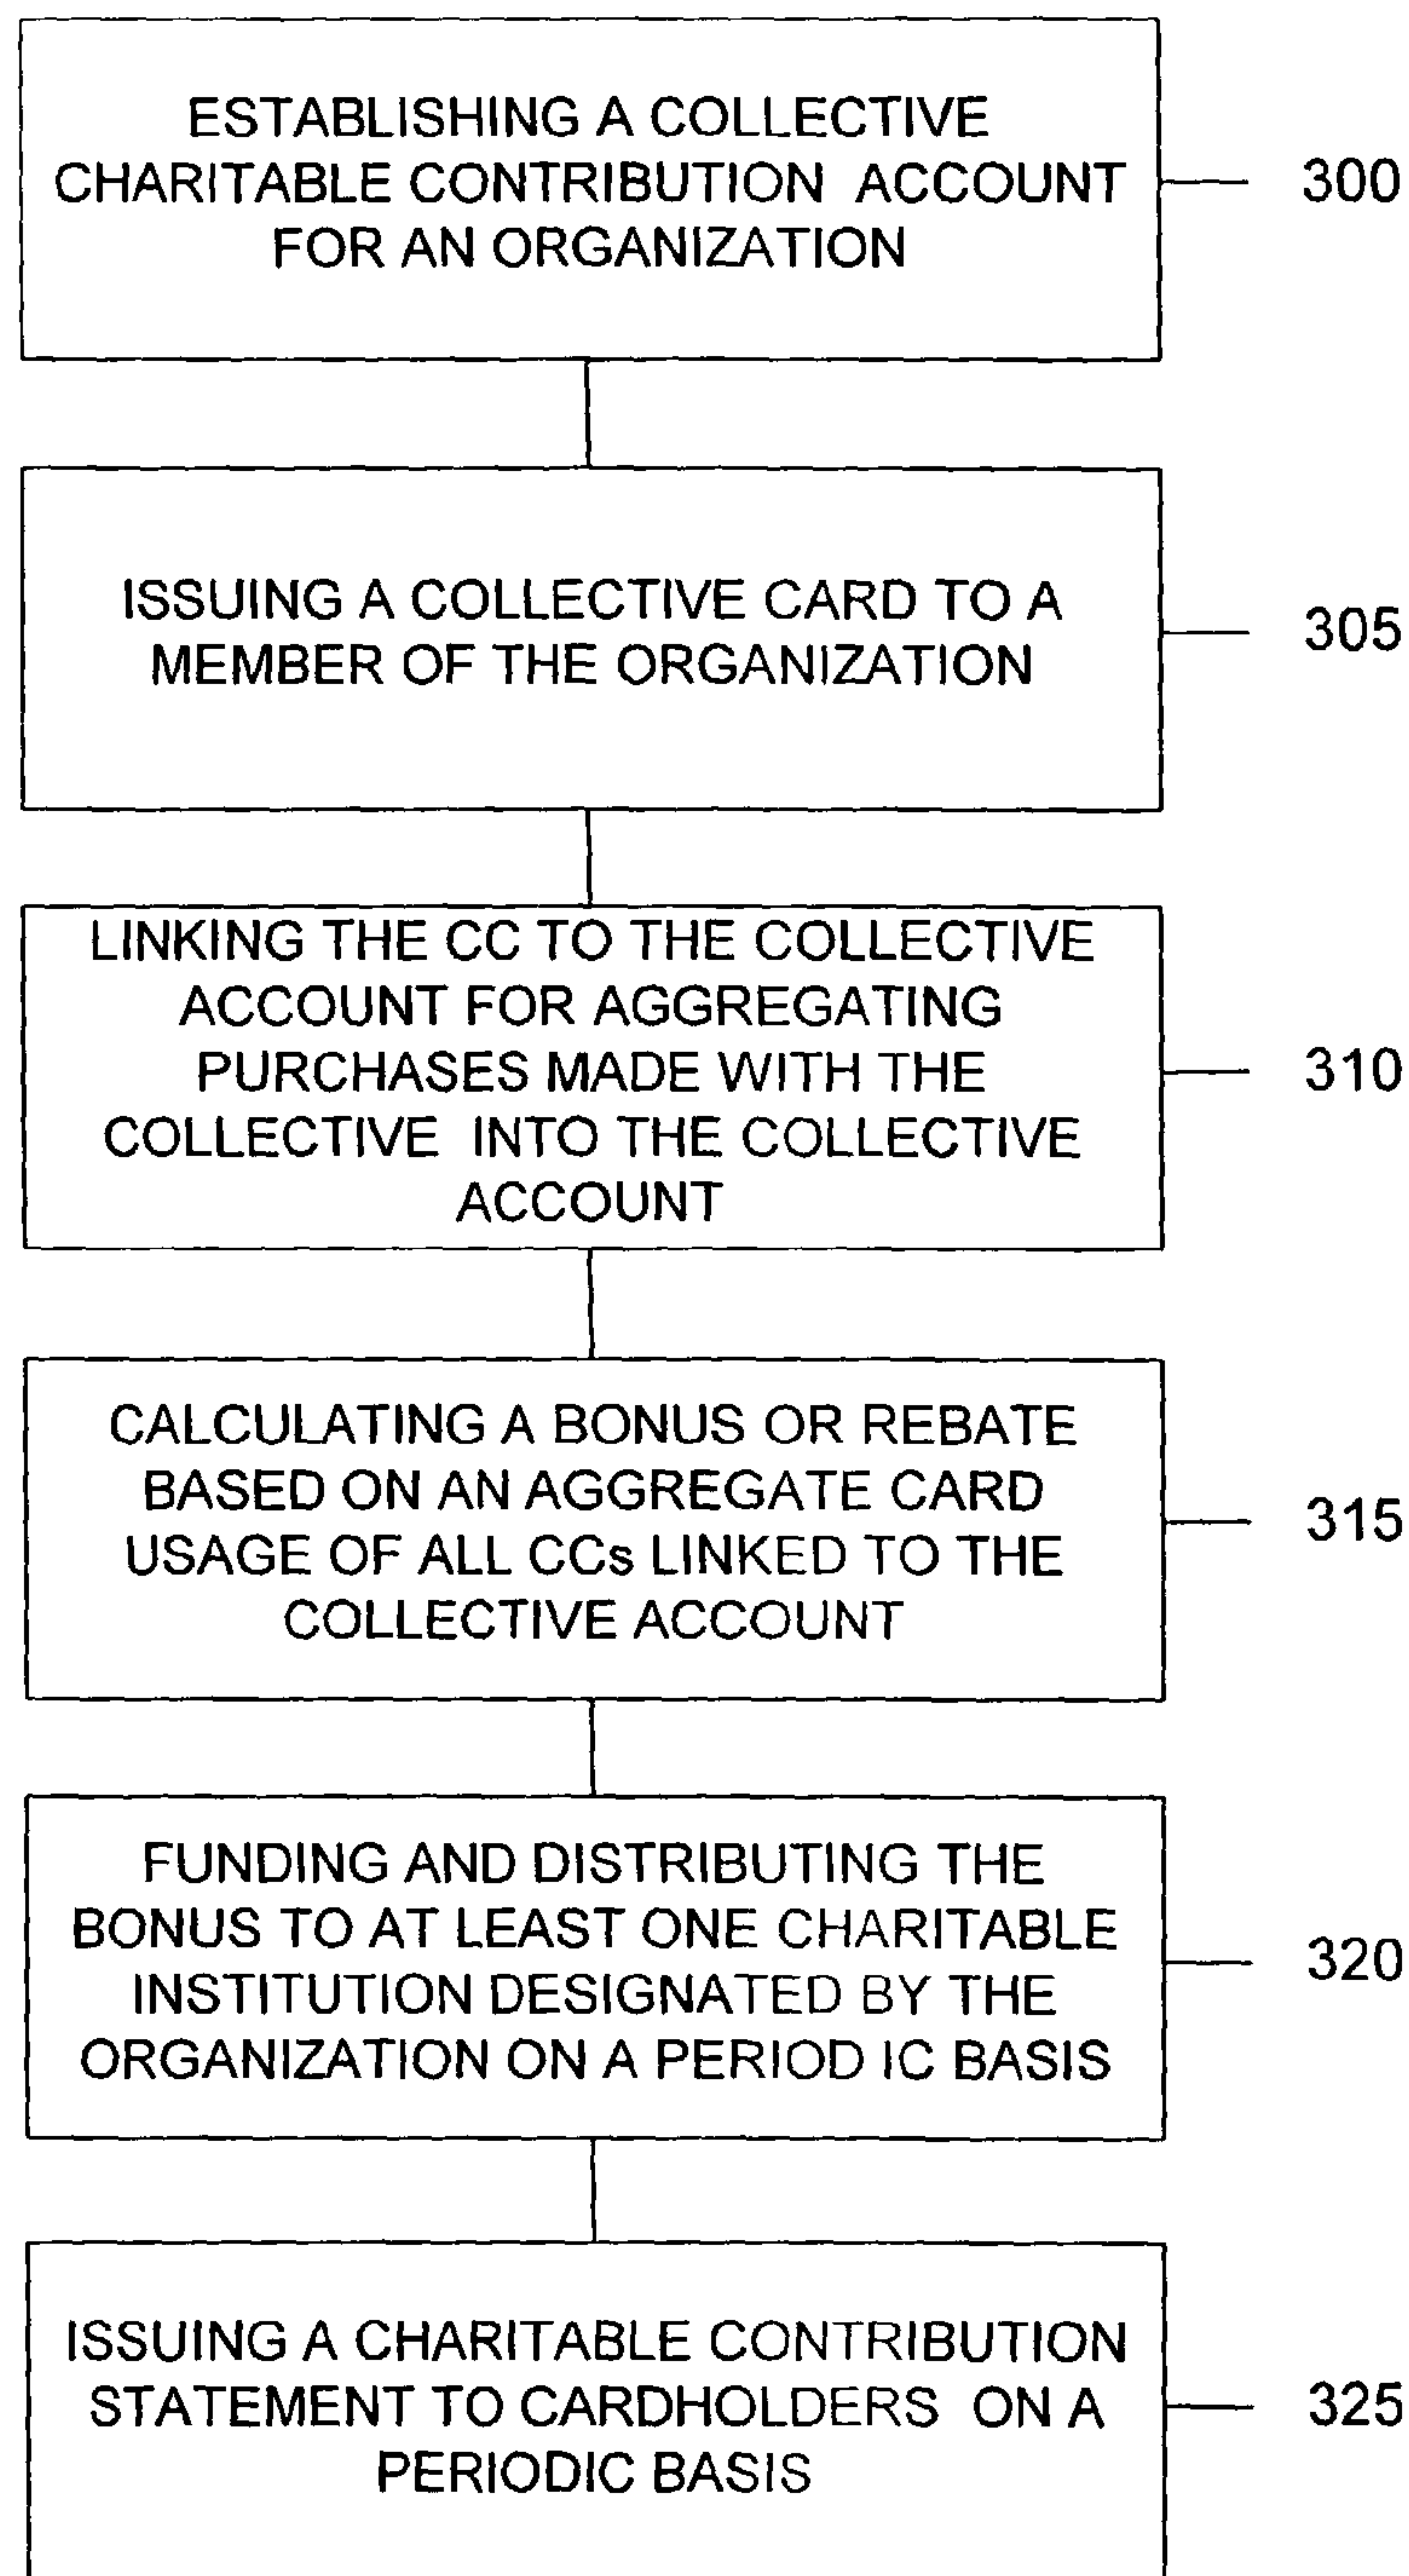 ESTABLISHING A COLLECTIVE
CHARITABLE CONTRIBUTION ACCOUNT
FOR AN ORGANIZATION
300
ISSUING A COLLECTIVE CARD TO A
MEMBER OF THE ORGANIZATION
305
LINKING THE CC TO THE COLLECTIVE
ACCOUNT FOR AGGREGATING
PURCHASES MADE WITH THE
COLLECTIVE INTO THE COLLECTIVE
ACCOUNT
310
CALCULATING A BONUS OR REBATE
BASED ON AN AGGREGATE CARD
USAGE OF ALL CCs LINKED TO THE
COLLECTIVE ACCOUNT
315
FUNDING AND DISTRIBUTING THE
BONUS TO AT LEAST ONE CHARITABLE
INSTITUTION DESIGNATED BY THE
ORGANIZATION ON A PERIOD IC BASIS
320
ISSUING A CHARITABLE CONTRIBUTION
STATEMENT TO CARDHOLDERS ON A
PERIODIC BASIS
325